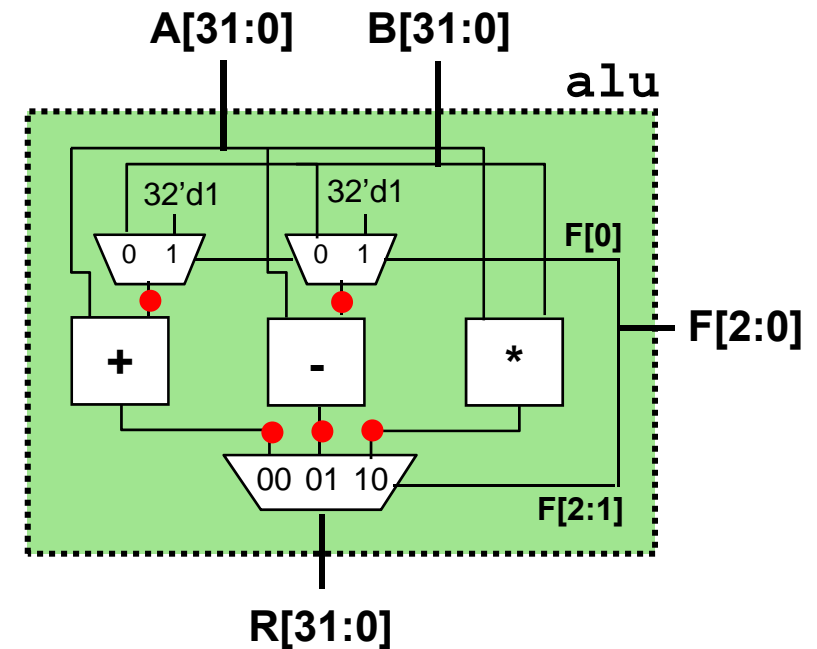 A[31:0] B[31:0]
alu
32'd1 32'd1
F[0]
0 1 0 1
F[2:0]
+ - *
00 01 10
F[2:1]
R[31:0]